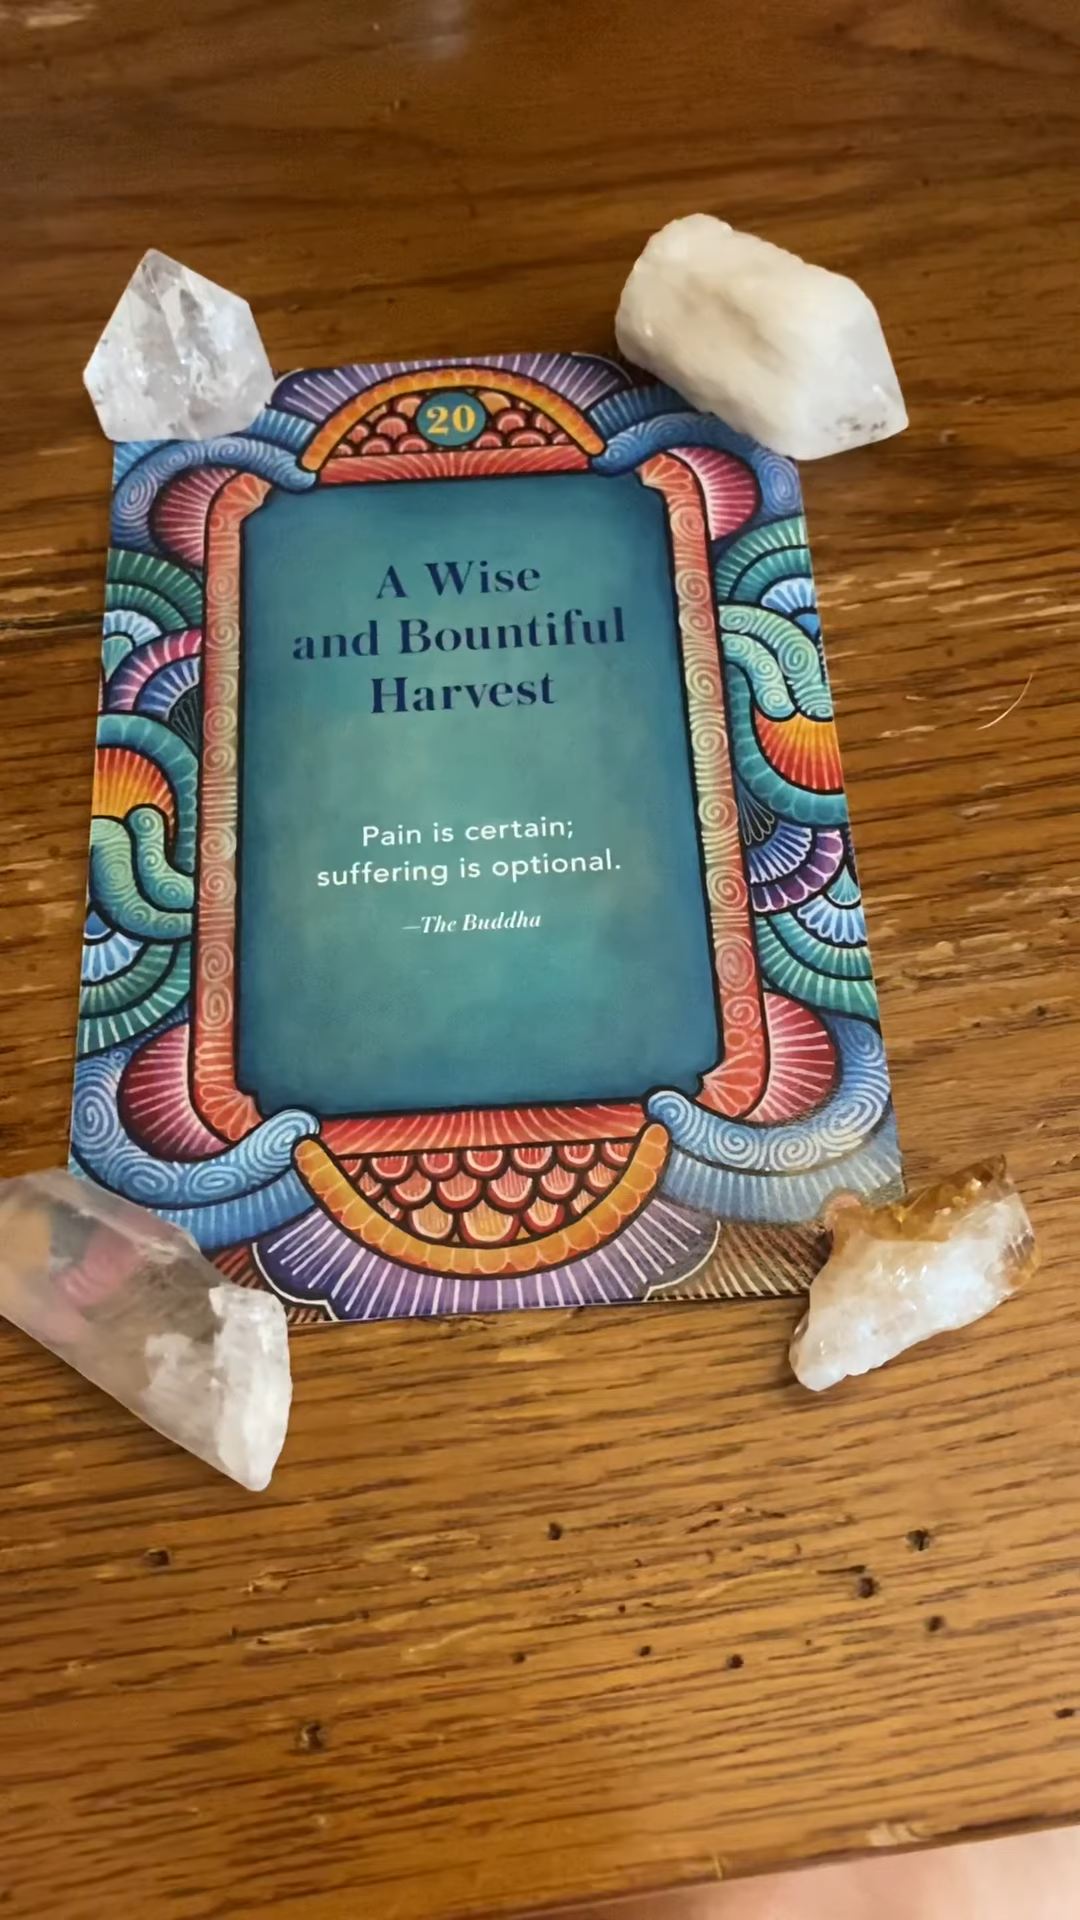 20
A Wise
and Bountiful
Harvest
Pain is certain;
suffering is optional.
—The Buddha